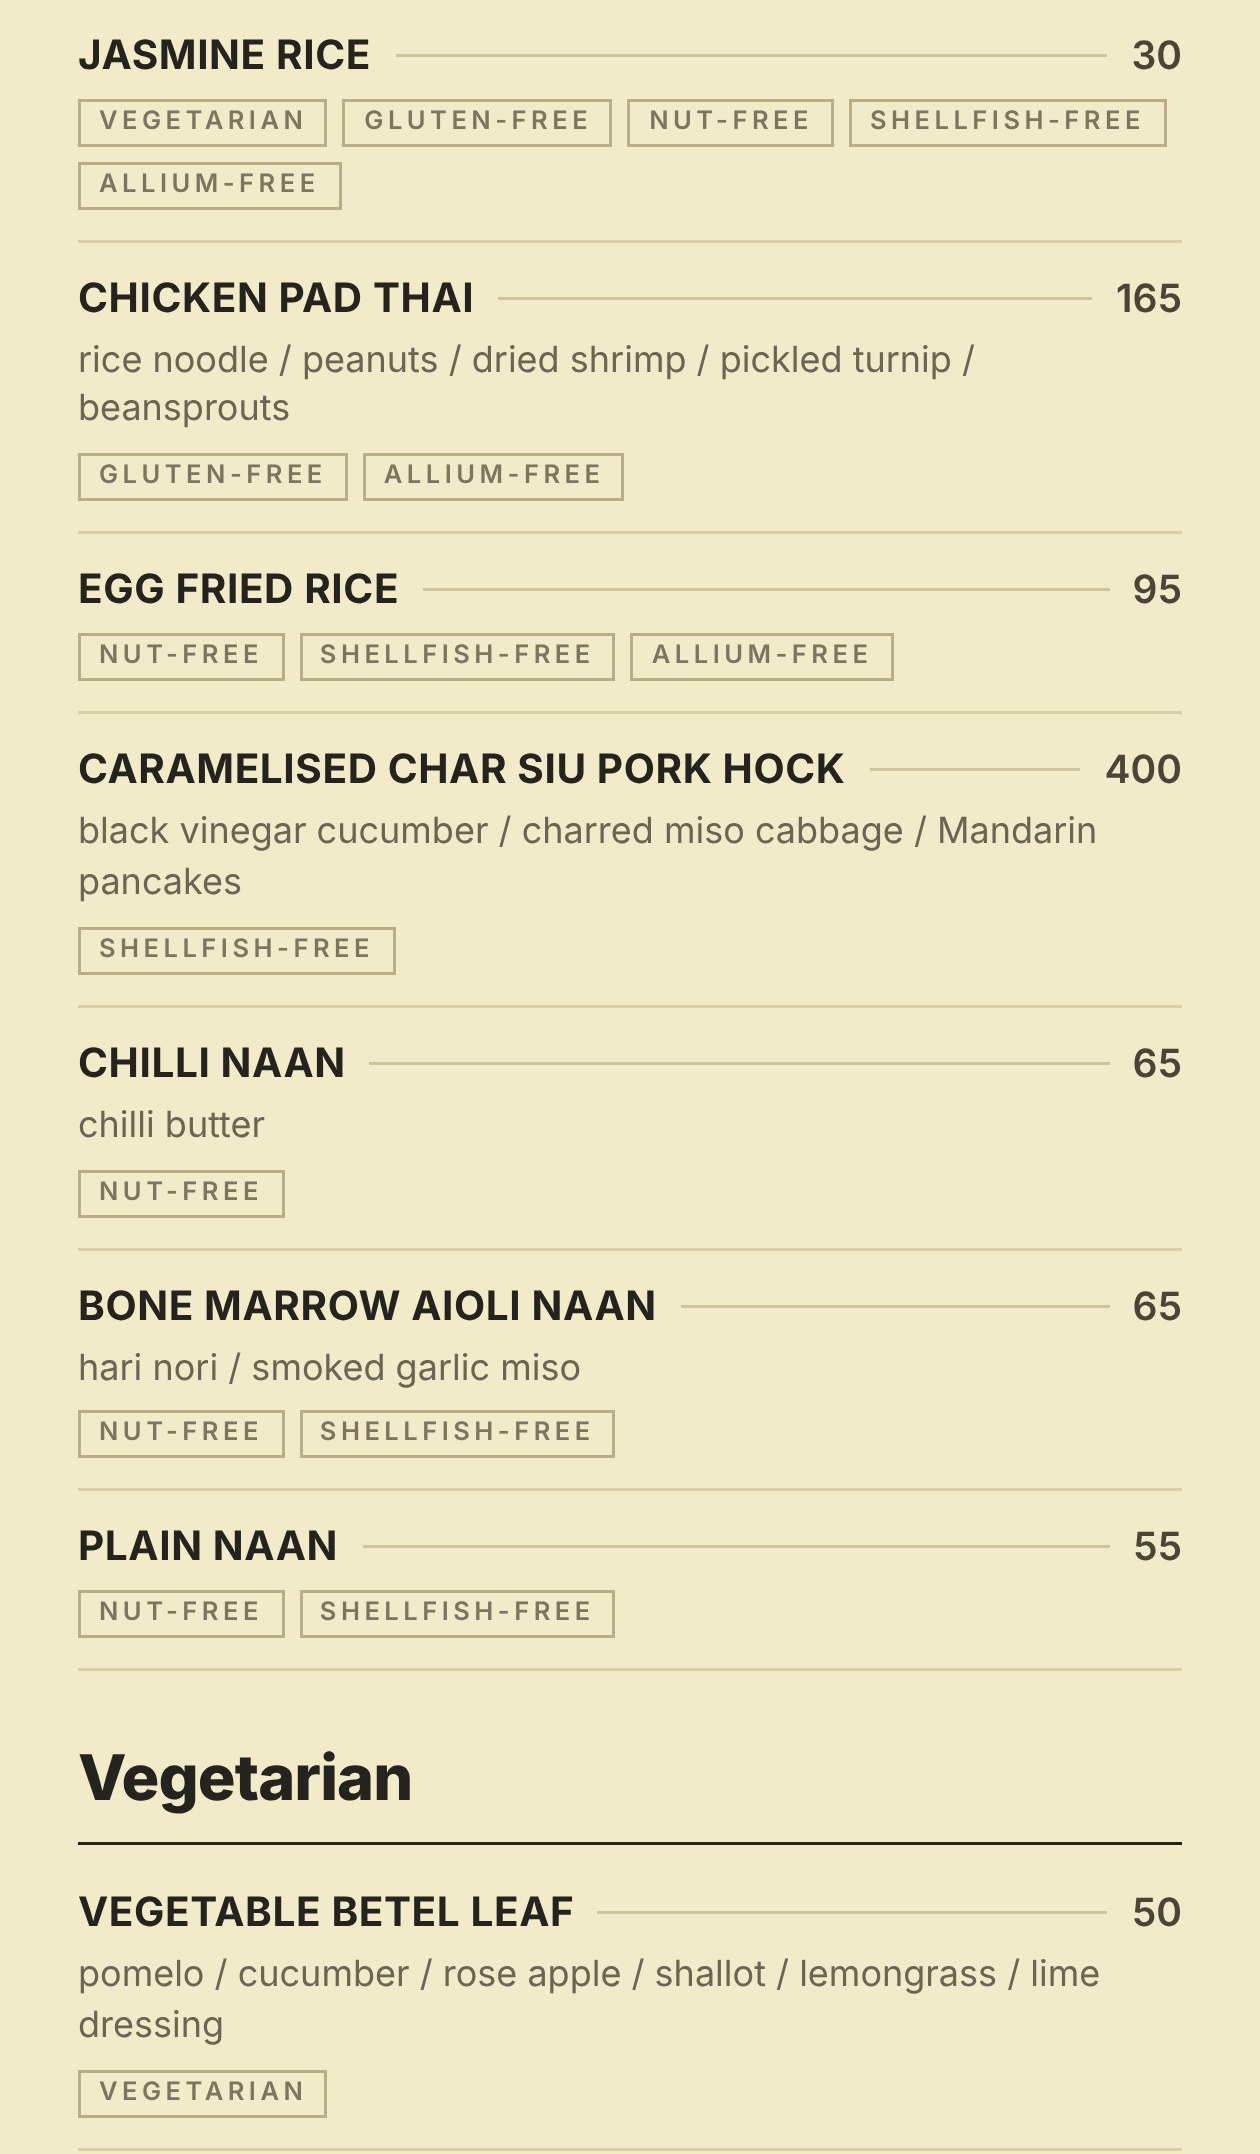 JASMINE RICE 30
VEGETARIAN GLUTEN-FREE NUT-FREE SHELLFISH-FREE
ALLIUM-FREE
CHICKEN PAD THAI 165
rice noodle / peanuts / dried shrimp / pickled turnip /
beansprouts
GLUTEN-FREE ALLIUM-FREE
EGG FRIED RICE 95
NUT-FREE SHELLFISH-FREE ALLIUM-FREE
CARAMELISED CHAR SIU PORK HOCK 400
black vinegar cucumber / charred miso cabbage / Mandarin
pancakes
SHELLFISH-FREE
CHILLI NAAN 65
chilli butter
NUT-FREE
BONE MARROW AIOLI NAAN 65
hari nori / smoked garlic miso
NUT-FREE SHELLFISH-FREE
PLAIN NAAN 55
NUT-FREE SHELLFISH-FREE
Vegetarian
VEGETABLE BETEL LEAF 50
pomelo / cucumber / rose apple / shallot / lemongrass / lime
dressing
VEGETARIAN